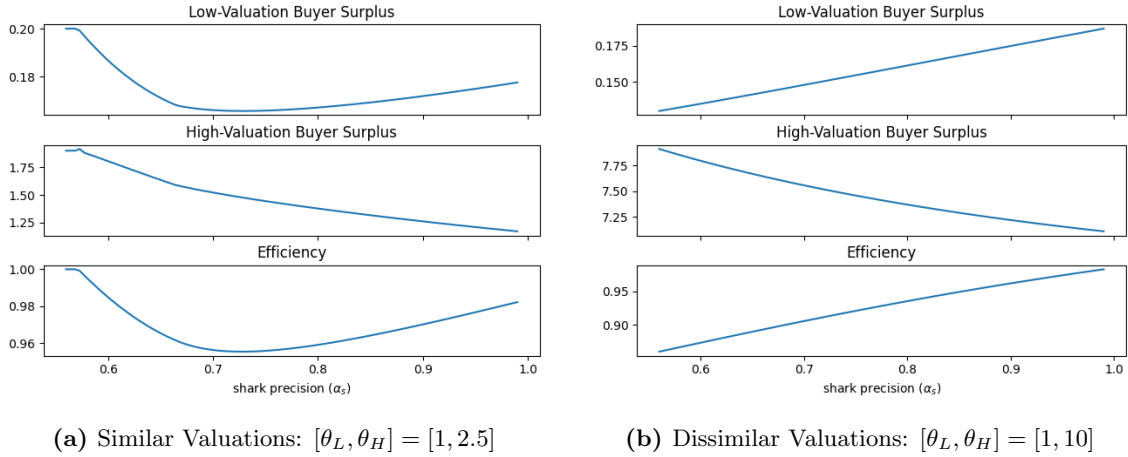 Low-Valuation Buyer Surplus
0.20
0.18
High-Valuation Buyer Surplus
1.75
1.50
1.25
Efficiency
1.00
0.98
0.96
0.6 0.7 0.8 0.9 1.0
shark precision (αₛ)
(a) Similar Valuations: [θ_L, θ_H] = [1, 2.5]
Low-Valuation Buyer Surplus
0.175
0.150
High-Valuation Buyer Surplus
7.75
7.50
7.25
Efficiency
0.95
0.90
0.6 0.7 0.8 0.9 1.0
shark precision (αₛ)
(b) Dissimilar Valuations: [θ_L, θ_H] = [1, 10]